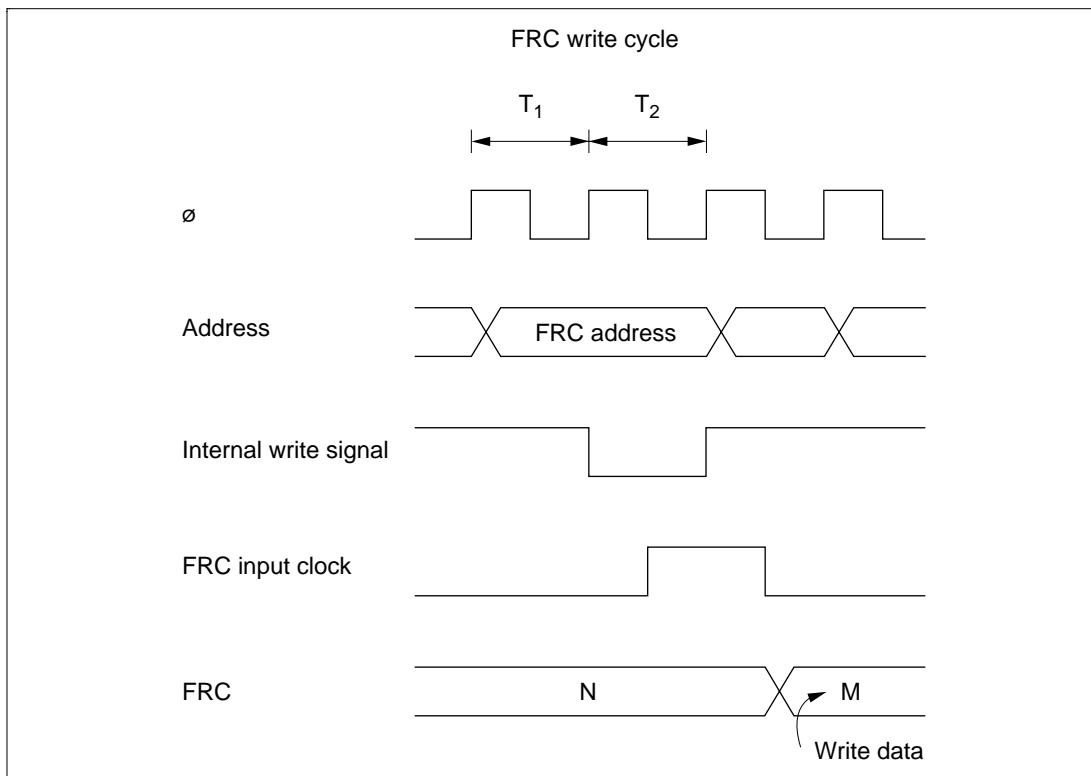 FRC write cycle
T1 T2
ø
Address
FRC address
Internal write signal
FRC input clock
FRC
N
M
Write data